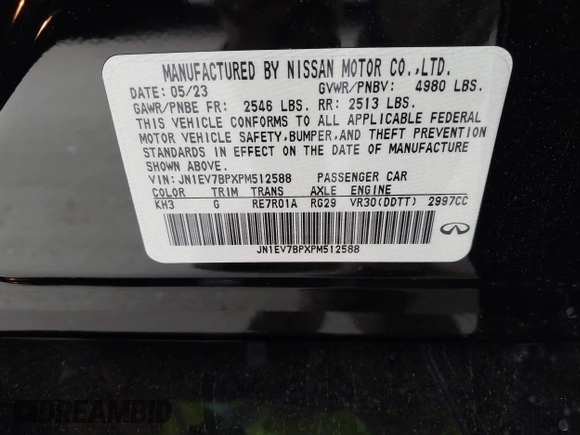 MANUFACTURED BY NISSAN MOTOR CO.,LTD.
DATE: 05/23 GVWR/PNBV: 4980 LBS.
GAWR/PNBE FR: 2546 LBS. RR: 2513 LBS.
THIS VEHICLE CONFORMS TO ALL APPLICABLE FEDERAL
MOTOR VEHICLE SAFETY,BUMPER,AND THEFT PREVENTION
STANDARDS IN EFFECT ON THE DATE OF MANUFACTURE
SHOWN ABOVE.
VIN: JN1EV7BPXPM512588 PASSENGER CAR
COLOR TRIM TRANS AXLE ENGINE
KH3 G RE7R01A RG29 VR30(DDTT) 2997CC
JN1EV7BPXPM512588
DREAMBID